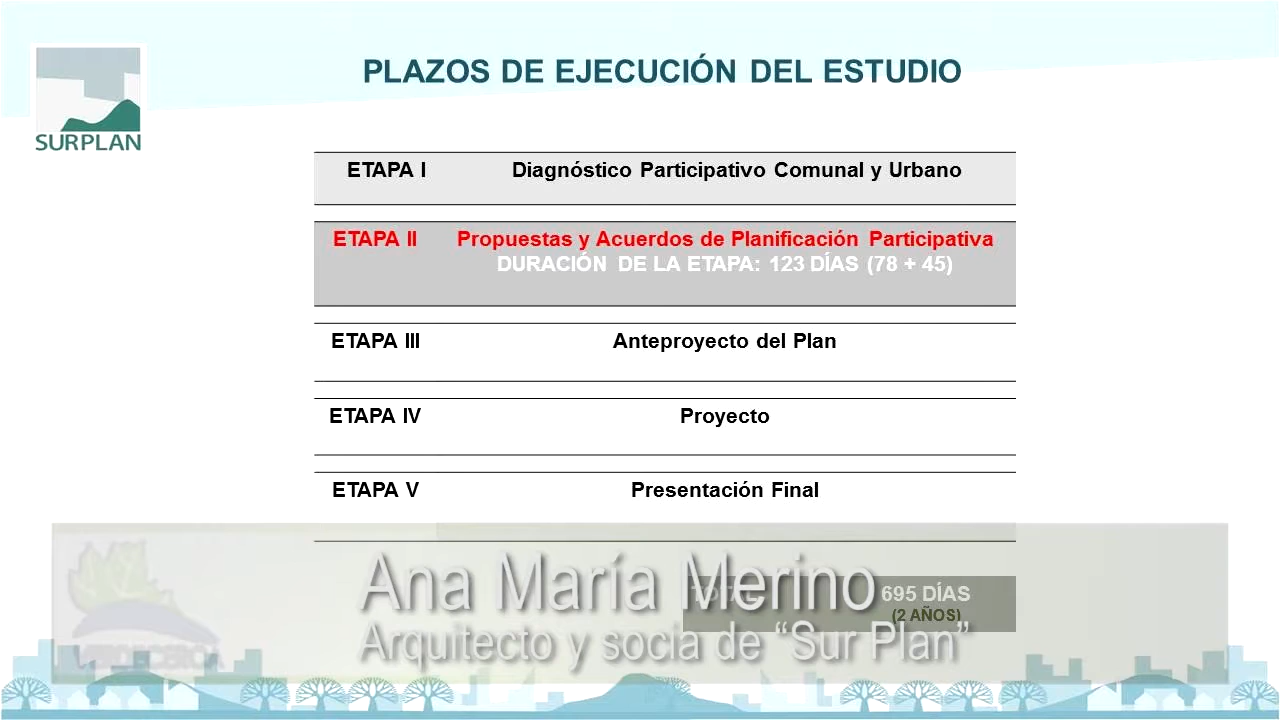 PLAZOS DE EJECUCIÓN DEL ESTUDIO
SURPLAN
ETAPA I Diagnóstico Participativo Comunal y Urbano
ETAPA II Propuestas y Acuerdos de Planificación Participativa
DURACIÓN DE LA ETAPA: 123 DÍAS (78 + 45)
ETAPA III Anteproyecto del Plan
ETAPA IV Proyecto
ETAPA V Presentación Final
TOTAL 695 DÍAS
(2 AÑOS)
Ana María Merino
Arquitecto y socia de “Sur Plan”